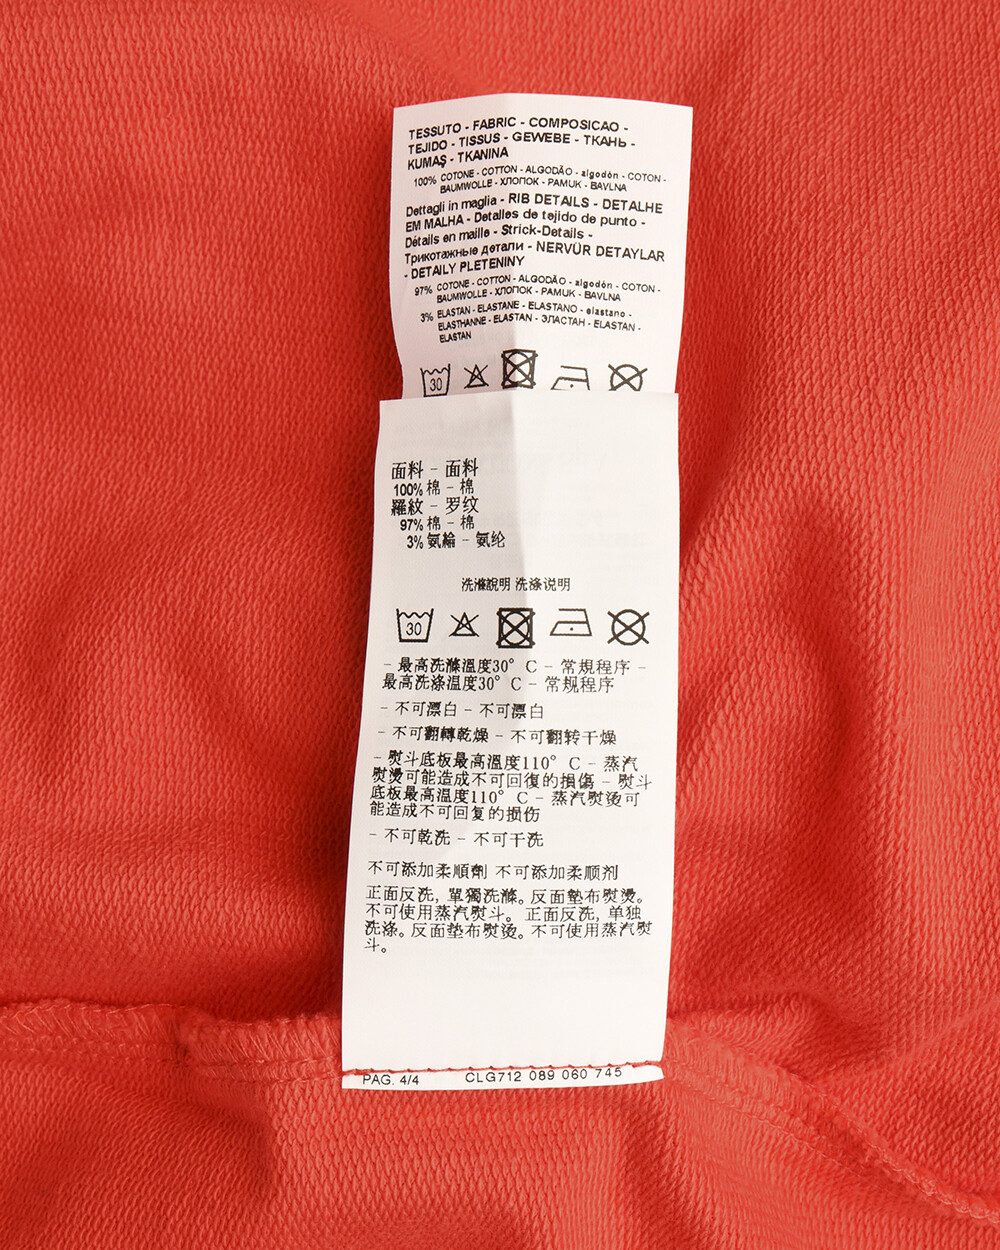 TESSUTO - FABRIC - COMPOSICAO -
TEJIDO - TISSUS - GEWEBE - ТКАНЬ -
KUMAŞ - TKANINA
100% COTONE - COTTON - ALGODÃO - algodón - COTON -
BAUMWOLLE - ХЛОПОК - PAMUK - BAVLNA
Dettagli in maglia - RIB DETAILS - DETALHE
EM MALHA - Detalles de tejido de punto -
Détails en maille - Strick-Details -
Трикотажные детали - NERVÜR DETAYLAR
- DETAILY PLETENINY
97% COTONE - COTTON - ALGODÃO - algodón - COTON -
BAUMWOLLE - ХЛОПОК - PAMUK - BAVLNA
3% ELASTAN - ELASTANE - ELASTANO - elastano -
ELASTHANNE - ELASTAN - ЭЛАСТАН - ELASTAN -
ELASTAN
30
面料 - 面料
100% 棉 - 棉
羅紋 - 罗纹
97% 棉 - 棉
3% 氨綸 - 氨纶
洗滌說明 洗涤说明
30
- 最高洗滌溫度30° C - 常規程序 -
最高洗涤温度30° C - 常规程序
- 不可漂白 - 不可漂白
- 不可翻轉乾燥 - 不可翻转干燥
- 熨斗底板最高溫度110° C - 蒸汽
熨燙可能造成不可回復的損傷 - 熨斗
底板最高温度110° C - 蒸汽熨烫可
能造成不可回复的损伤
- 不可乾洗 - 不可干洗
不可添加柔順劑 不可添加柔顺剂
正面反洗, 單獨洗滌。反面墊布熨燙。
不可使用蒸汽熨斗。 正面反洗, 单独
洗涤。反面垫布熨烫。不可使用蒸汽熨
斗。
PAG. 4/4 CLG712 089 060 745